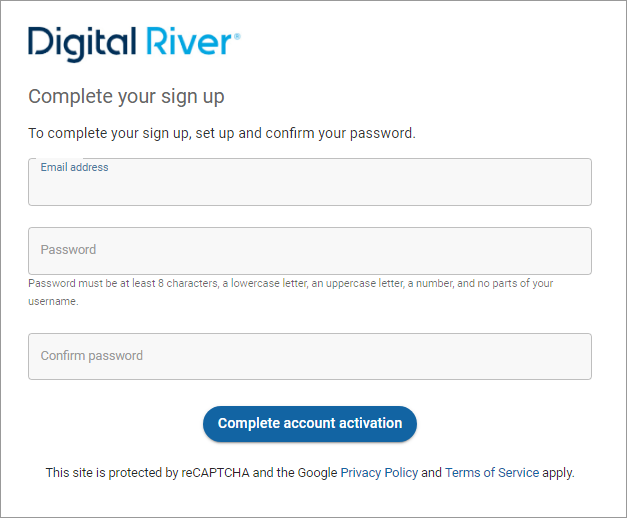 Digital River®
Complete your sign up
To complete your sign up, set up and confirm your password.
Email address
Password
Password must be at least 8 characters, a lowercase letter, an uppercase letter, a number, and no parts of your
username.
Confirm password
Complete account activation
This site is protected by reCAPTCHA and the Google Privacy Policy and Terms of Service apply.